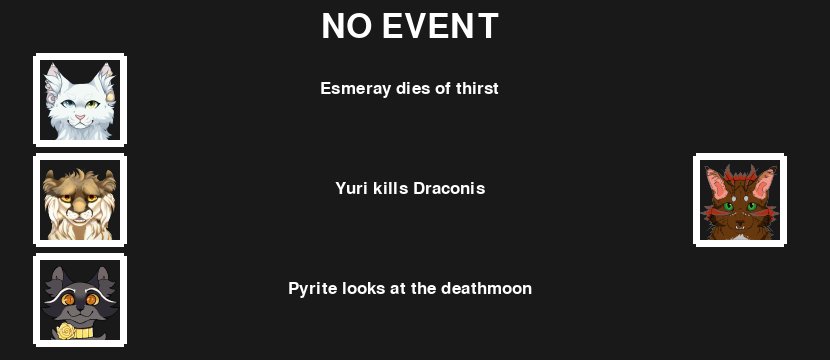 NO EVENT
Esmeray dies of thirst
Yuri kills Draconis
Pyrite looks at the deathmoon